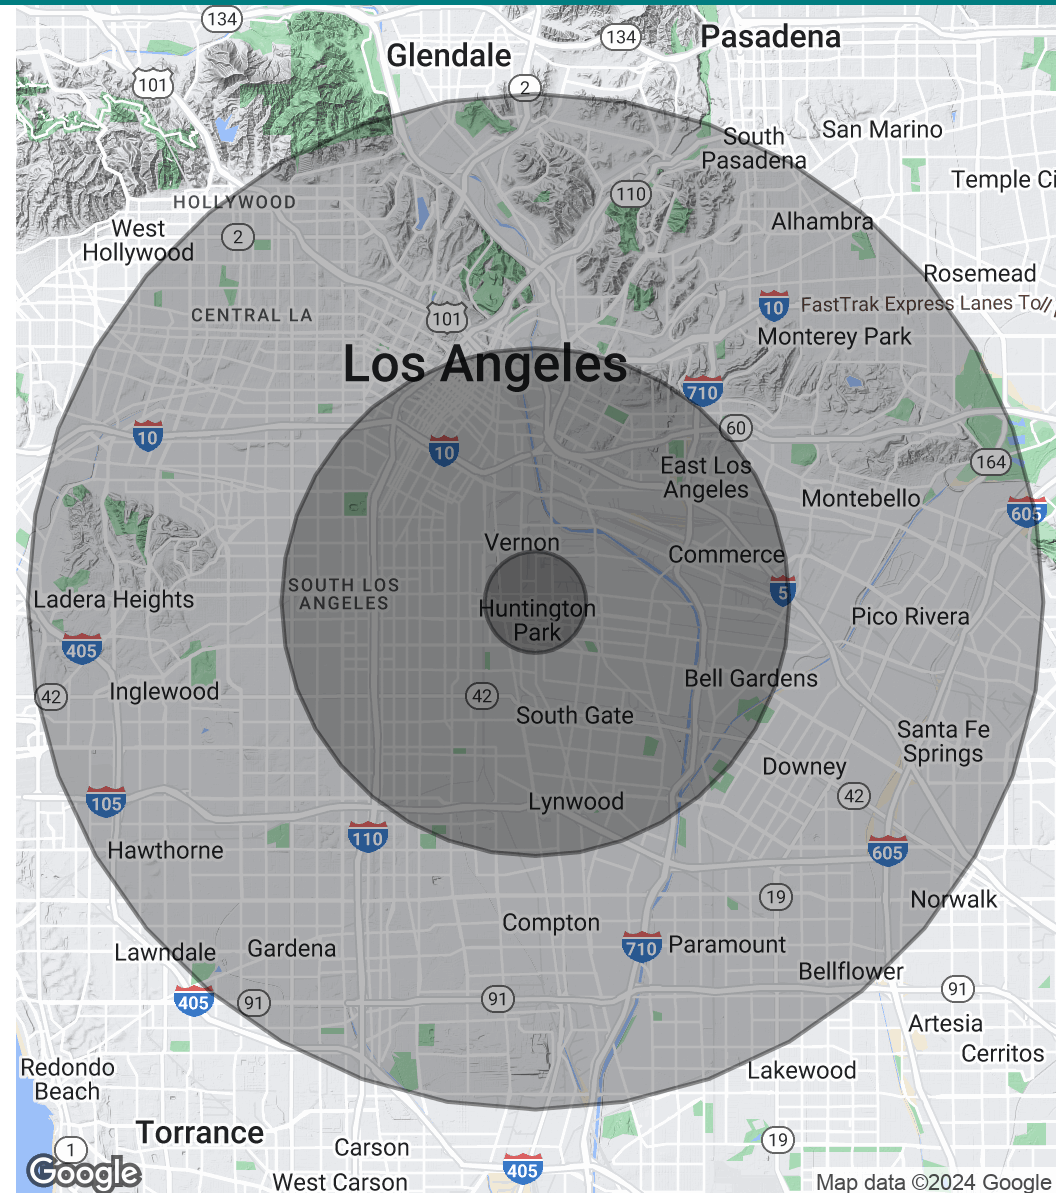 134
Glendale
134
Pasadena
101
2
South
Pasadena
San Marino
Temple Ci
HOLLYWOOD
110
West
Hollywood
2
Alhambra
Rosemead
CENTRAL LA
101
10
FastTrak Express Lanes To
Monterey Park
Los Angeles
710
10
10
60
East Los
Angeles
164
Montebello
605
Vernon
Commerce
SOUTH LOS
ANGELES
5
Ladera Heights
Huntington
Park
Pico Rivera
405
42
Inglewood
42
Bell Gardens
South Gate
Santa Fe
Springs
Downey
42
105
Lynwood
110
Hawthorne
605
19
Norwalk
Compton
Lawndale
Gardena
710
Paramount
Bellflower
405
91
91
91
Artesia
Cerritos
Redondo
Beach
Lakewood
Torrance
1
Carson
19
405
West Carson
Google
Map data ©2024 Google